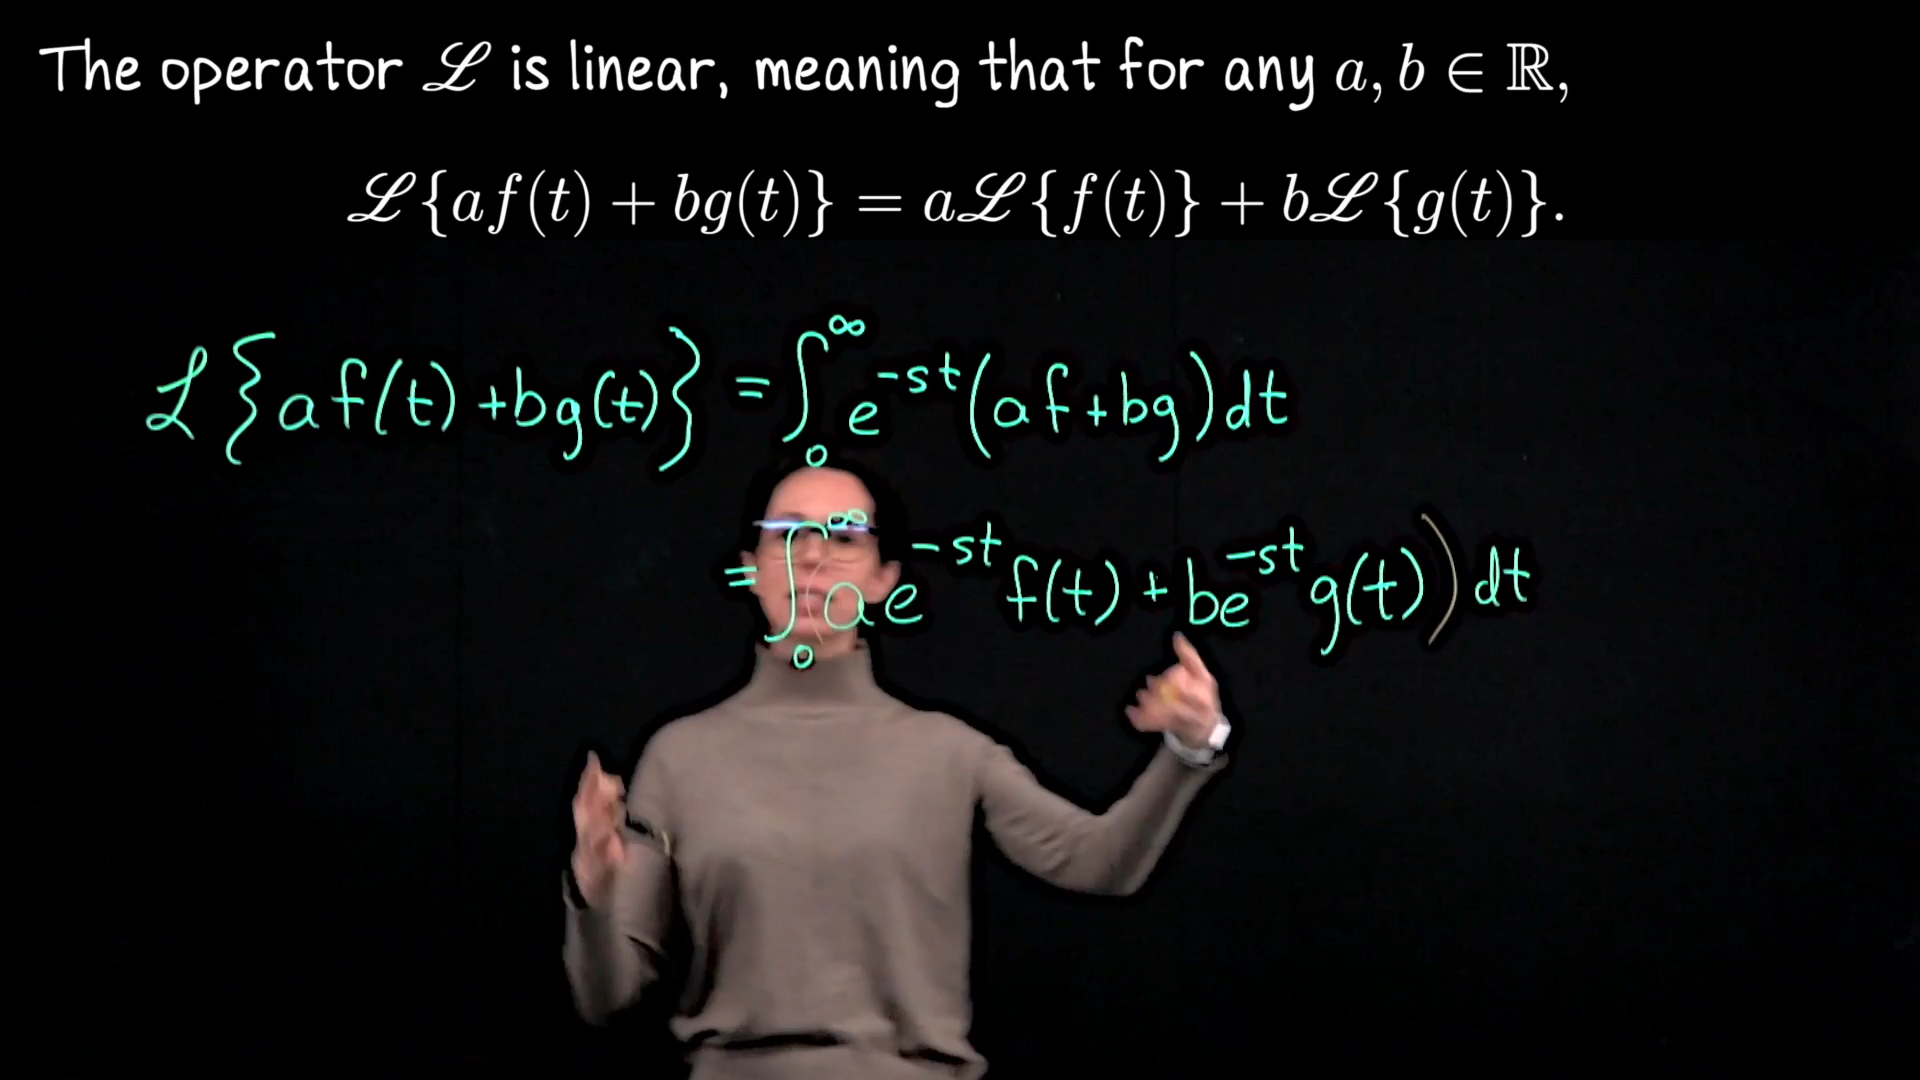 The operator ℒ is linear, meaning that for any a, b ∈ ℝ,
ℒ{af(t) + bg(t)} = aℒ{f(t)} + bℒ{g(t)}.
ℒ{af(t) + bg(t)} = ∫₀^∞ e^{-st}(af + bg)dt
= ∫₀^∞ (ae^{-st} f(t) + be^{-st} g(t)) dt